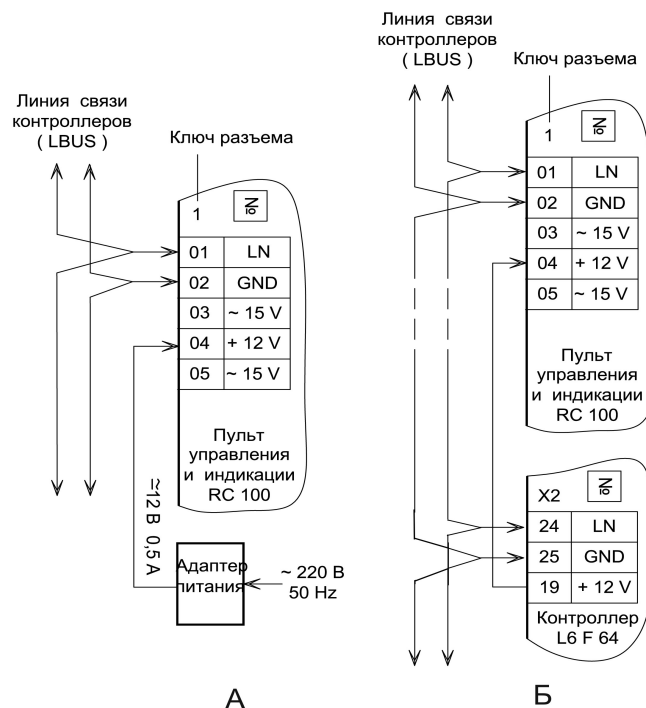 Линия связи
контроллеров
( LBUS )
Ключ разъема
1 №
01 LN
02 GND
03 ~ 15 V
04 + 12 V
05 ~ 15 V
Пульт
управления
и индикации
RC 100
≃12 В 0,5 А
Адаптер
питания
~ 220 В
50 Hz
А
Линия связи
контроллеров
( LBUS )
Ключ разъема
1 №
01 LN
02 GND
03 ~ 15 V
04 + 12 V
05 ~ 15 V
Пульт
управления
и индикации
RC 100
X2 №
24 LN
25 GND
19 + 12 V
Контроллер
L6 F 64
Б